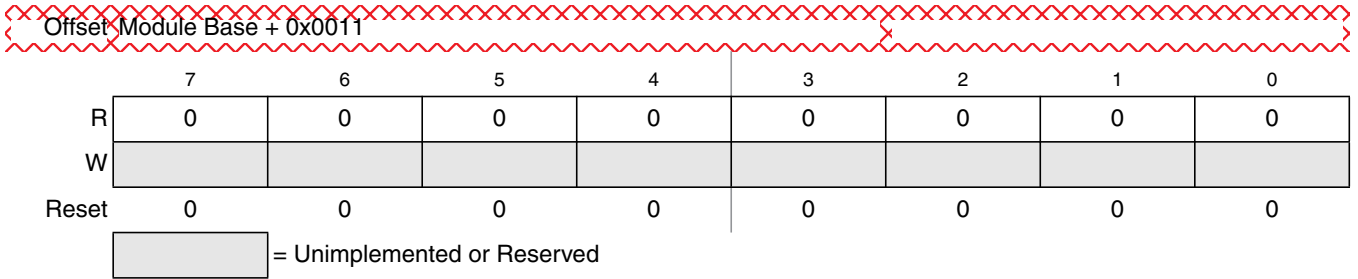 Offset Module Base + 0x0011
7 6 5 4 3 2 1 0
R 0 0 0 0 0 0 0 0
W
Reset 0 0 0 0 0 0 0 0
= Unimplemented or Reserved